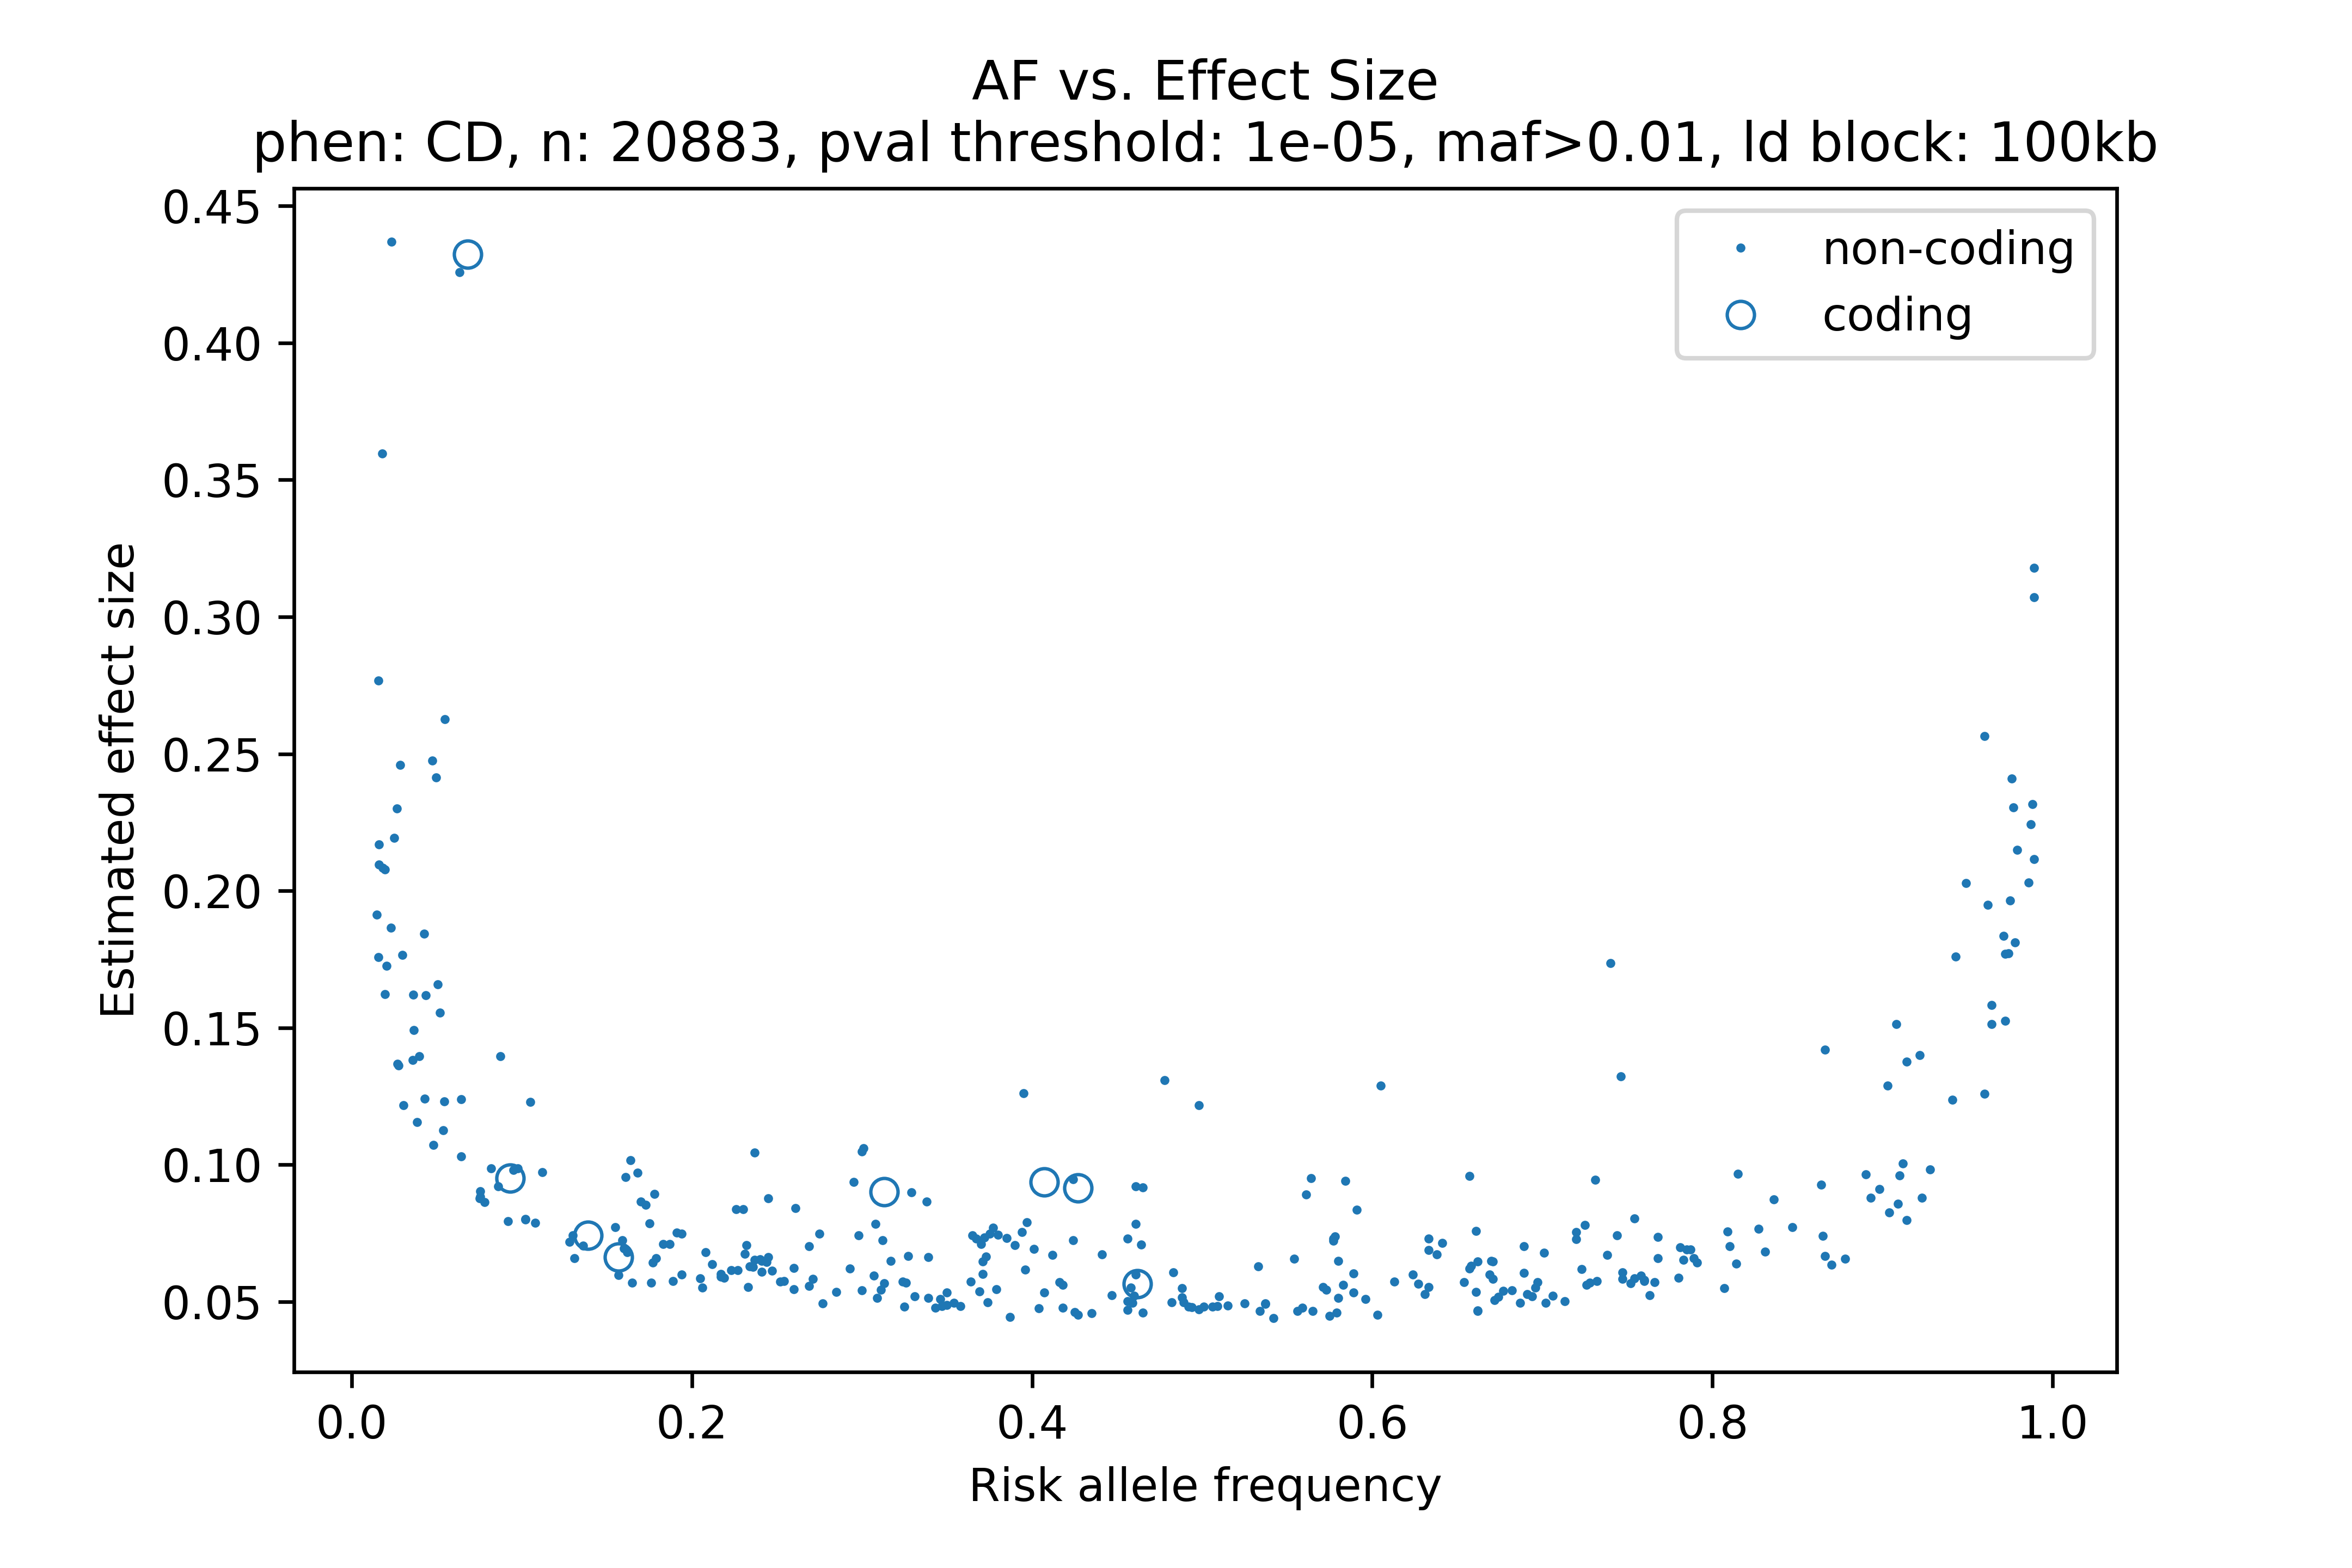 AF vs. Effect Size
phen: CD, n: 20883, pval threshold: 1e-05, maf>0.01, ld block: 100kb
non-coding
coding
0.45
0.40
0.35
0.30
0.25
0.20
0.15
0.10
0.05
Estimated effect size
0.0 0.2 0.4 0.6 0.8 1.0
Risk allele frequency